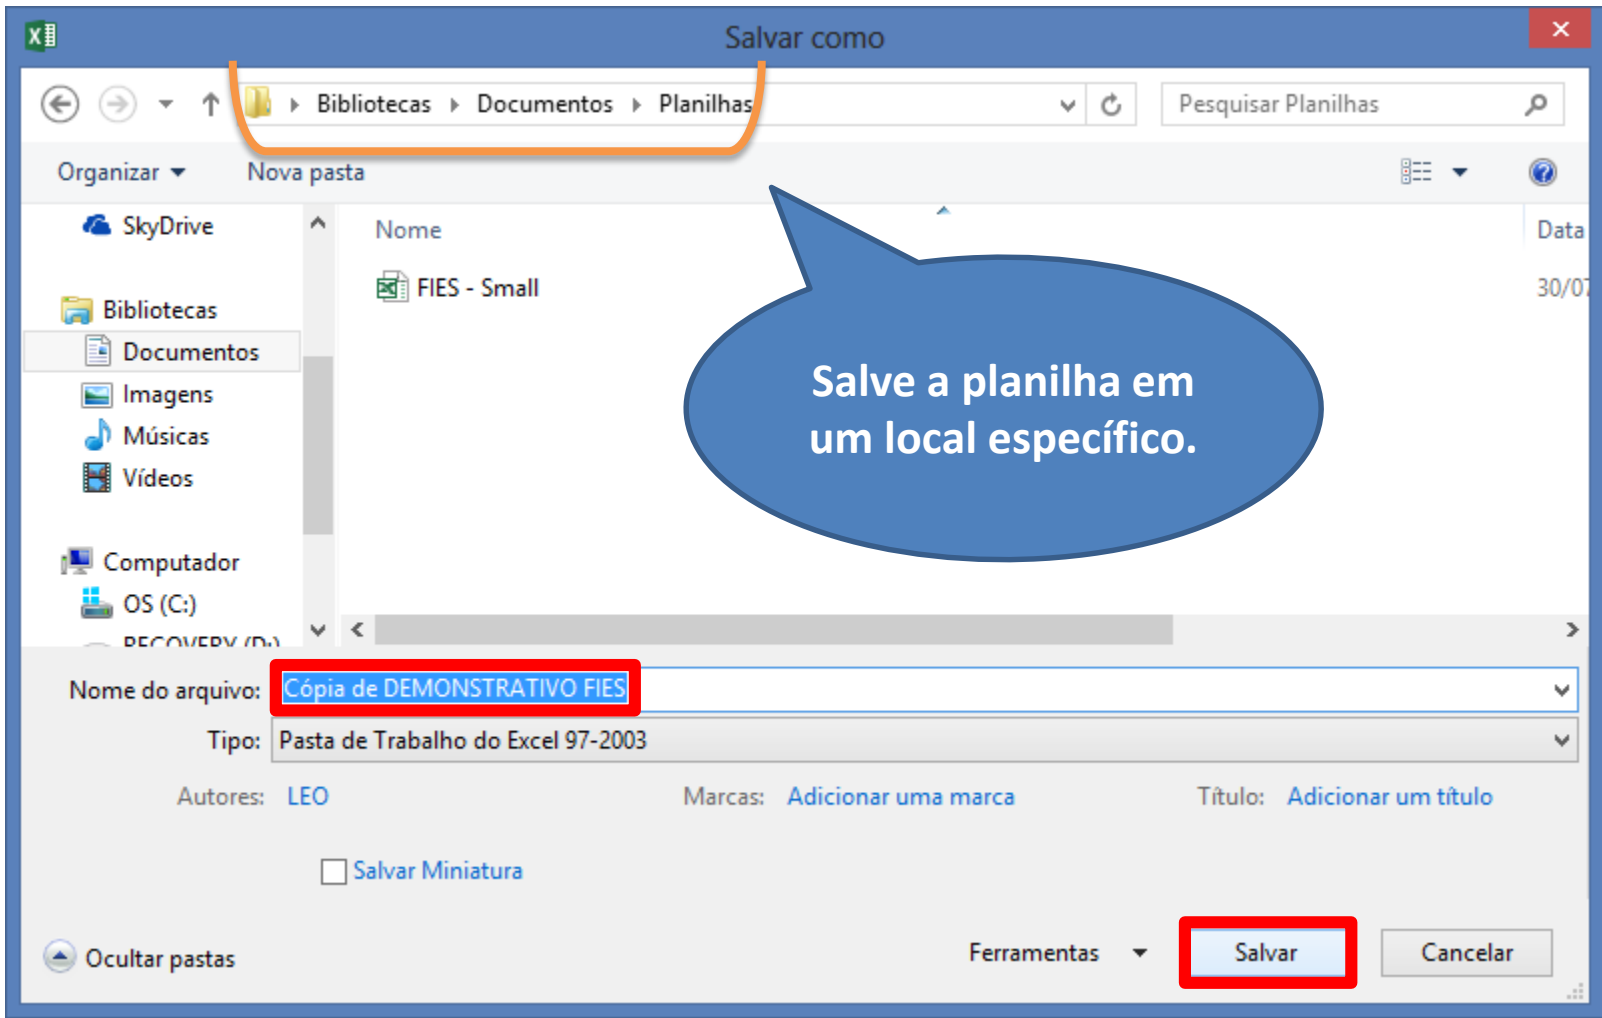 Salvar como
Bibliotecas Documentos Planilhas
Pesquisar Planilhas
Organizar
Nova pasta
SkyDrive
Nome
Data
FIES - Small
30/07
Bibliotecas
Documentos
Imagens
Músicas
Vídeos
Computador
OS (C:)
RECOVERY (D:)
Salve a planilha em
um local específico.
Nome do arquivo: Cópia de DEMONSTRATIVO FIES
Tipo: Pasta de Trabalho do Excel 97-2003
Autores: LEO
Marcas: Adicionar uma marca
Título: Adicionar um título
Salvar Miniatura
Ocultar pastas
Ferramentas
Salvar
Cancelar